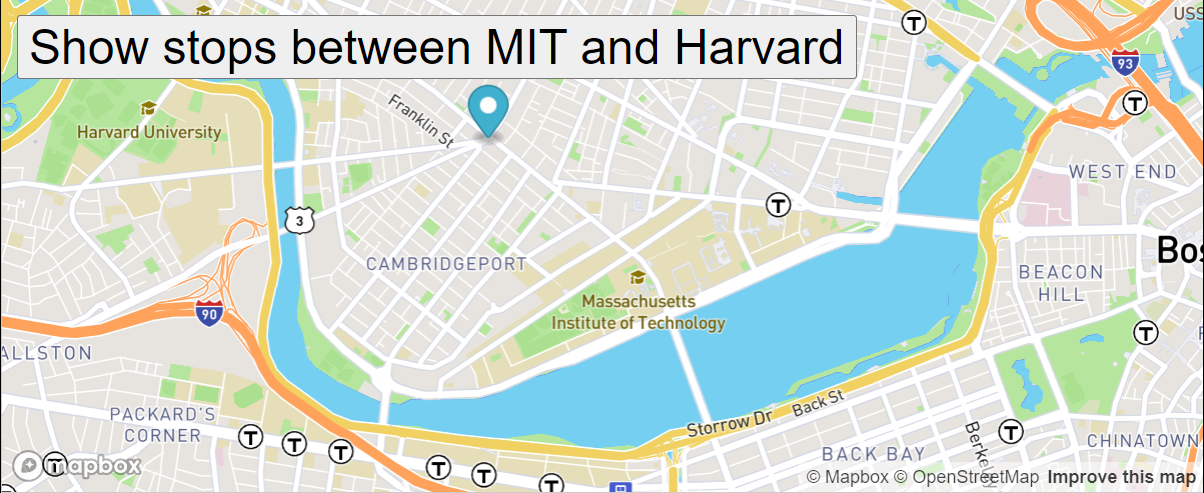 Show stops between MIT and Harvard
T
USS
93
T
Franklin St
Harvard University
WEST END
T
3
CAMBRIDGEPORT
Bos
BEACON
HILL
Massachusetts
Institute of Technology
90
T
ALLSTON
Back St
PACKARD'S
CORNER
Storrow Dr
T
T
T
T
BACK BAY
CHINATOWN
T
T
T
T
mapbox
© Mapbox © OpenStreetMap Improve this map